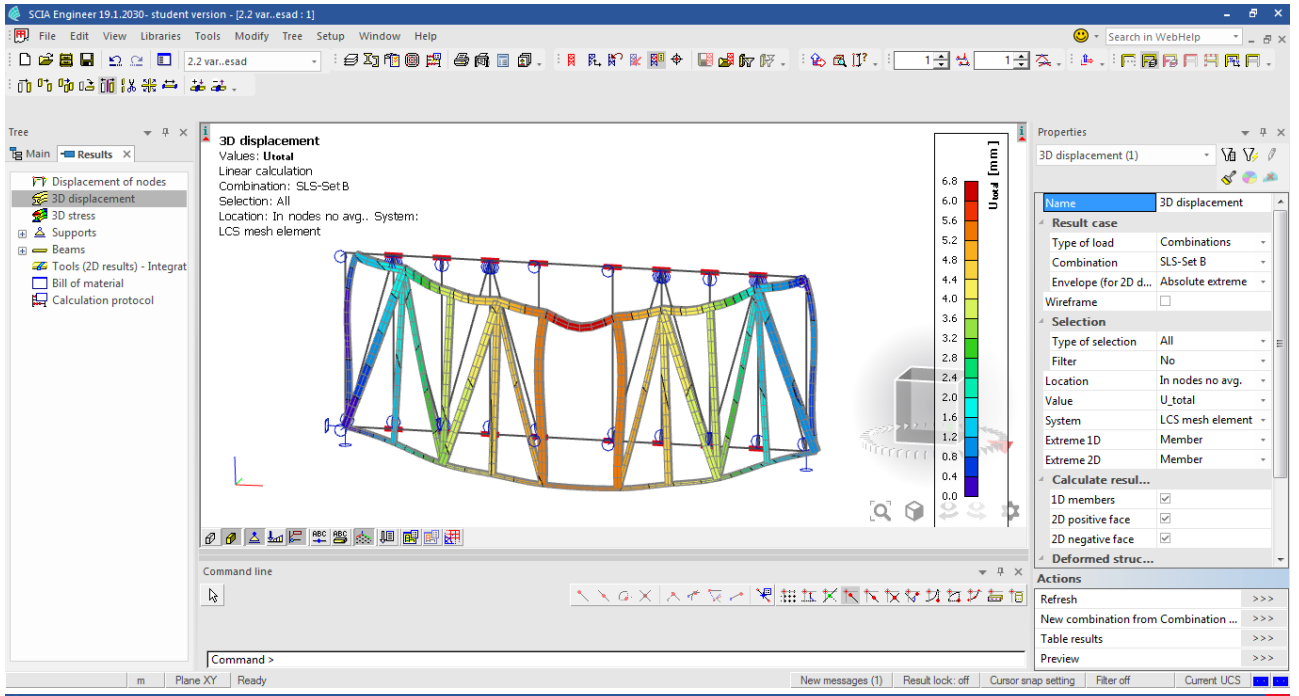 SCIA Engineer 19.1.2030- student version - [2.2 var..esad : 1]
File Edit View Libraries Tools Modify Tree Setup Window Help
Search in WebHelp
2.2 var..esad
1
1
Tree
Main Results
Displacement of nodes
3D displacement
3D stress
Supports
Beams
Tools (2D results) - Integrat
Bill of material
Calculation protocol
3D displacement
Values: Utotal
Linear calculation
Combination: SLS-Set B
Selection: All
Location: In nodes no avg.. System:
LCS mesh element
Utotal [mm]
6.8
6.0
5.6
5.2
4.8
4.4
4.0
3.6
3.2
2.8
2.4
2.0
1.6
1.2
0.8
0.4
0.0
ABC
ABC
Command line
Command >
Properties
3D displacement (1)
Name 3D displacement
Result case
Type of load Combinations
Combination SLS-Set B
Envelope (for 2D d... Absolute extreme
Wireframe
Selection
Type of selection All
Filter No
Location In nodes no avg.
Value U_total
System LCS mesh element
Extreme 1D Member
Extreme 2D Member
Calculate resul...
1D members
2D positive face
2D negative face
Deformed struc...
Actions
Refresh >>>
New combination from Combination ... >>>
Table results >>>
Preview >>>
m Plane XY Ready New messages (1) Result lock: off Cursor snap setting Filter off Current UCS